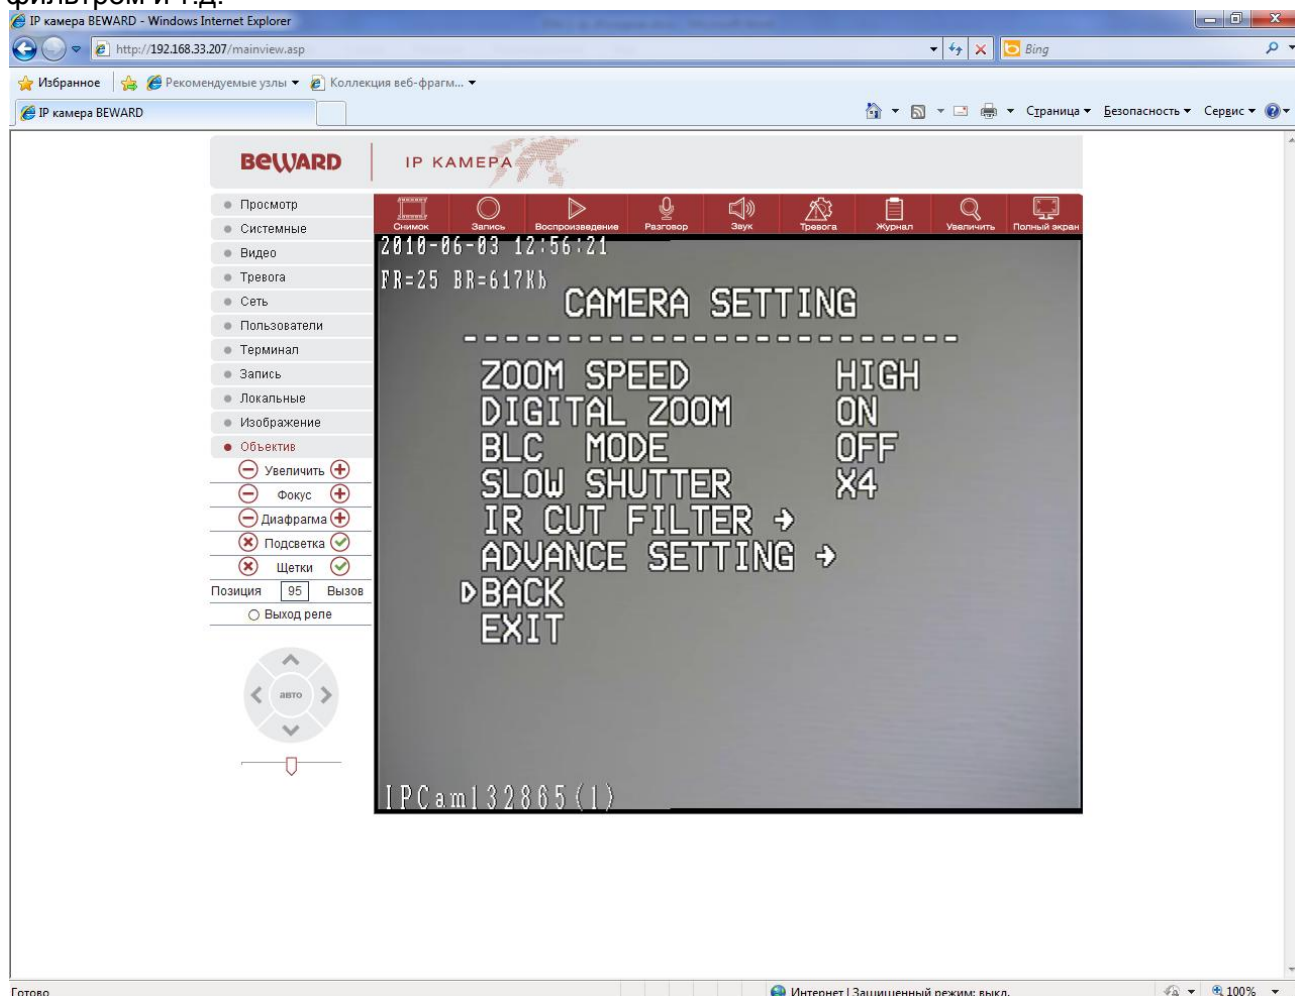 фильтром и т.д.
IP камера BEWARD - Windows Internet Explorer
http://192.168.33.207/mainview.asp
Bing
Избранное
Рекомендуемые узлы
Коллекция веб-фрагм...
IP камера BEWARD
Страница
Безопасность
Сервис
BEWARD
IP КАМЕРА
Просмотр
Системные
Видео
Тревога
Сеть
Пользователи
Терминал
Запись
Локальные
Изображение
Объектив
Увеличить
Фокус
Диафрагма
Подсветка
Щетки
Позиция 95 Вызов
Выход реле
авто
Снимок Запись Воспроизведение Разговор Звук Тревога Журнал Увеличить Полный экран
2010-06-03 12:56:21
FR=25 BR=617Kb
CAMERA SETTING
ZOOM SPEED HIGH
DIGITAL ZOOM ON
BLC MODE OFF
SLOW SHUTTER X4
IR CUT FILTER →
ADVANCE SETTING →
BACK
EXIT
IPCam132865(1)
Готово
Интернет | Защищенный режим: выкл.
100%